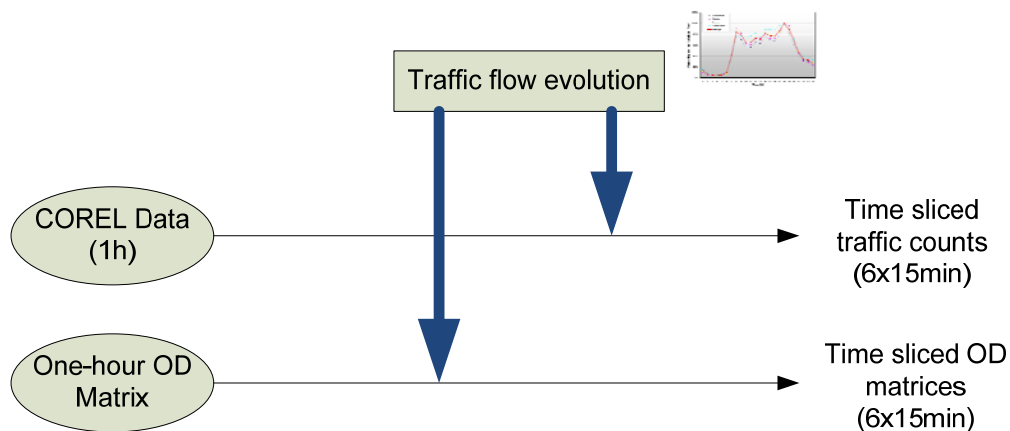 Traffic flow evolution
COREL Data
(1h)
Time sliced
traffic counts
(6x15min)
One-hour OD
Matrix
Time sliced OD
matrices
(6x15min)